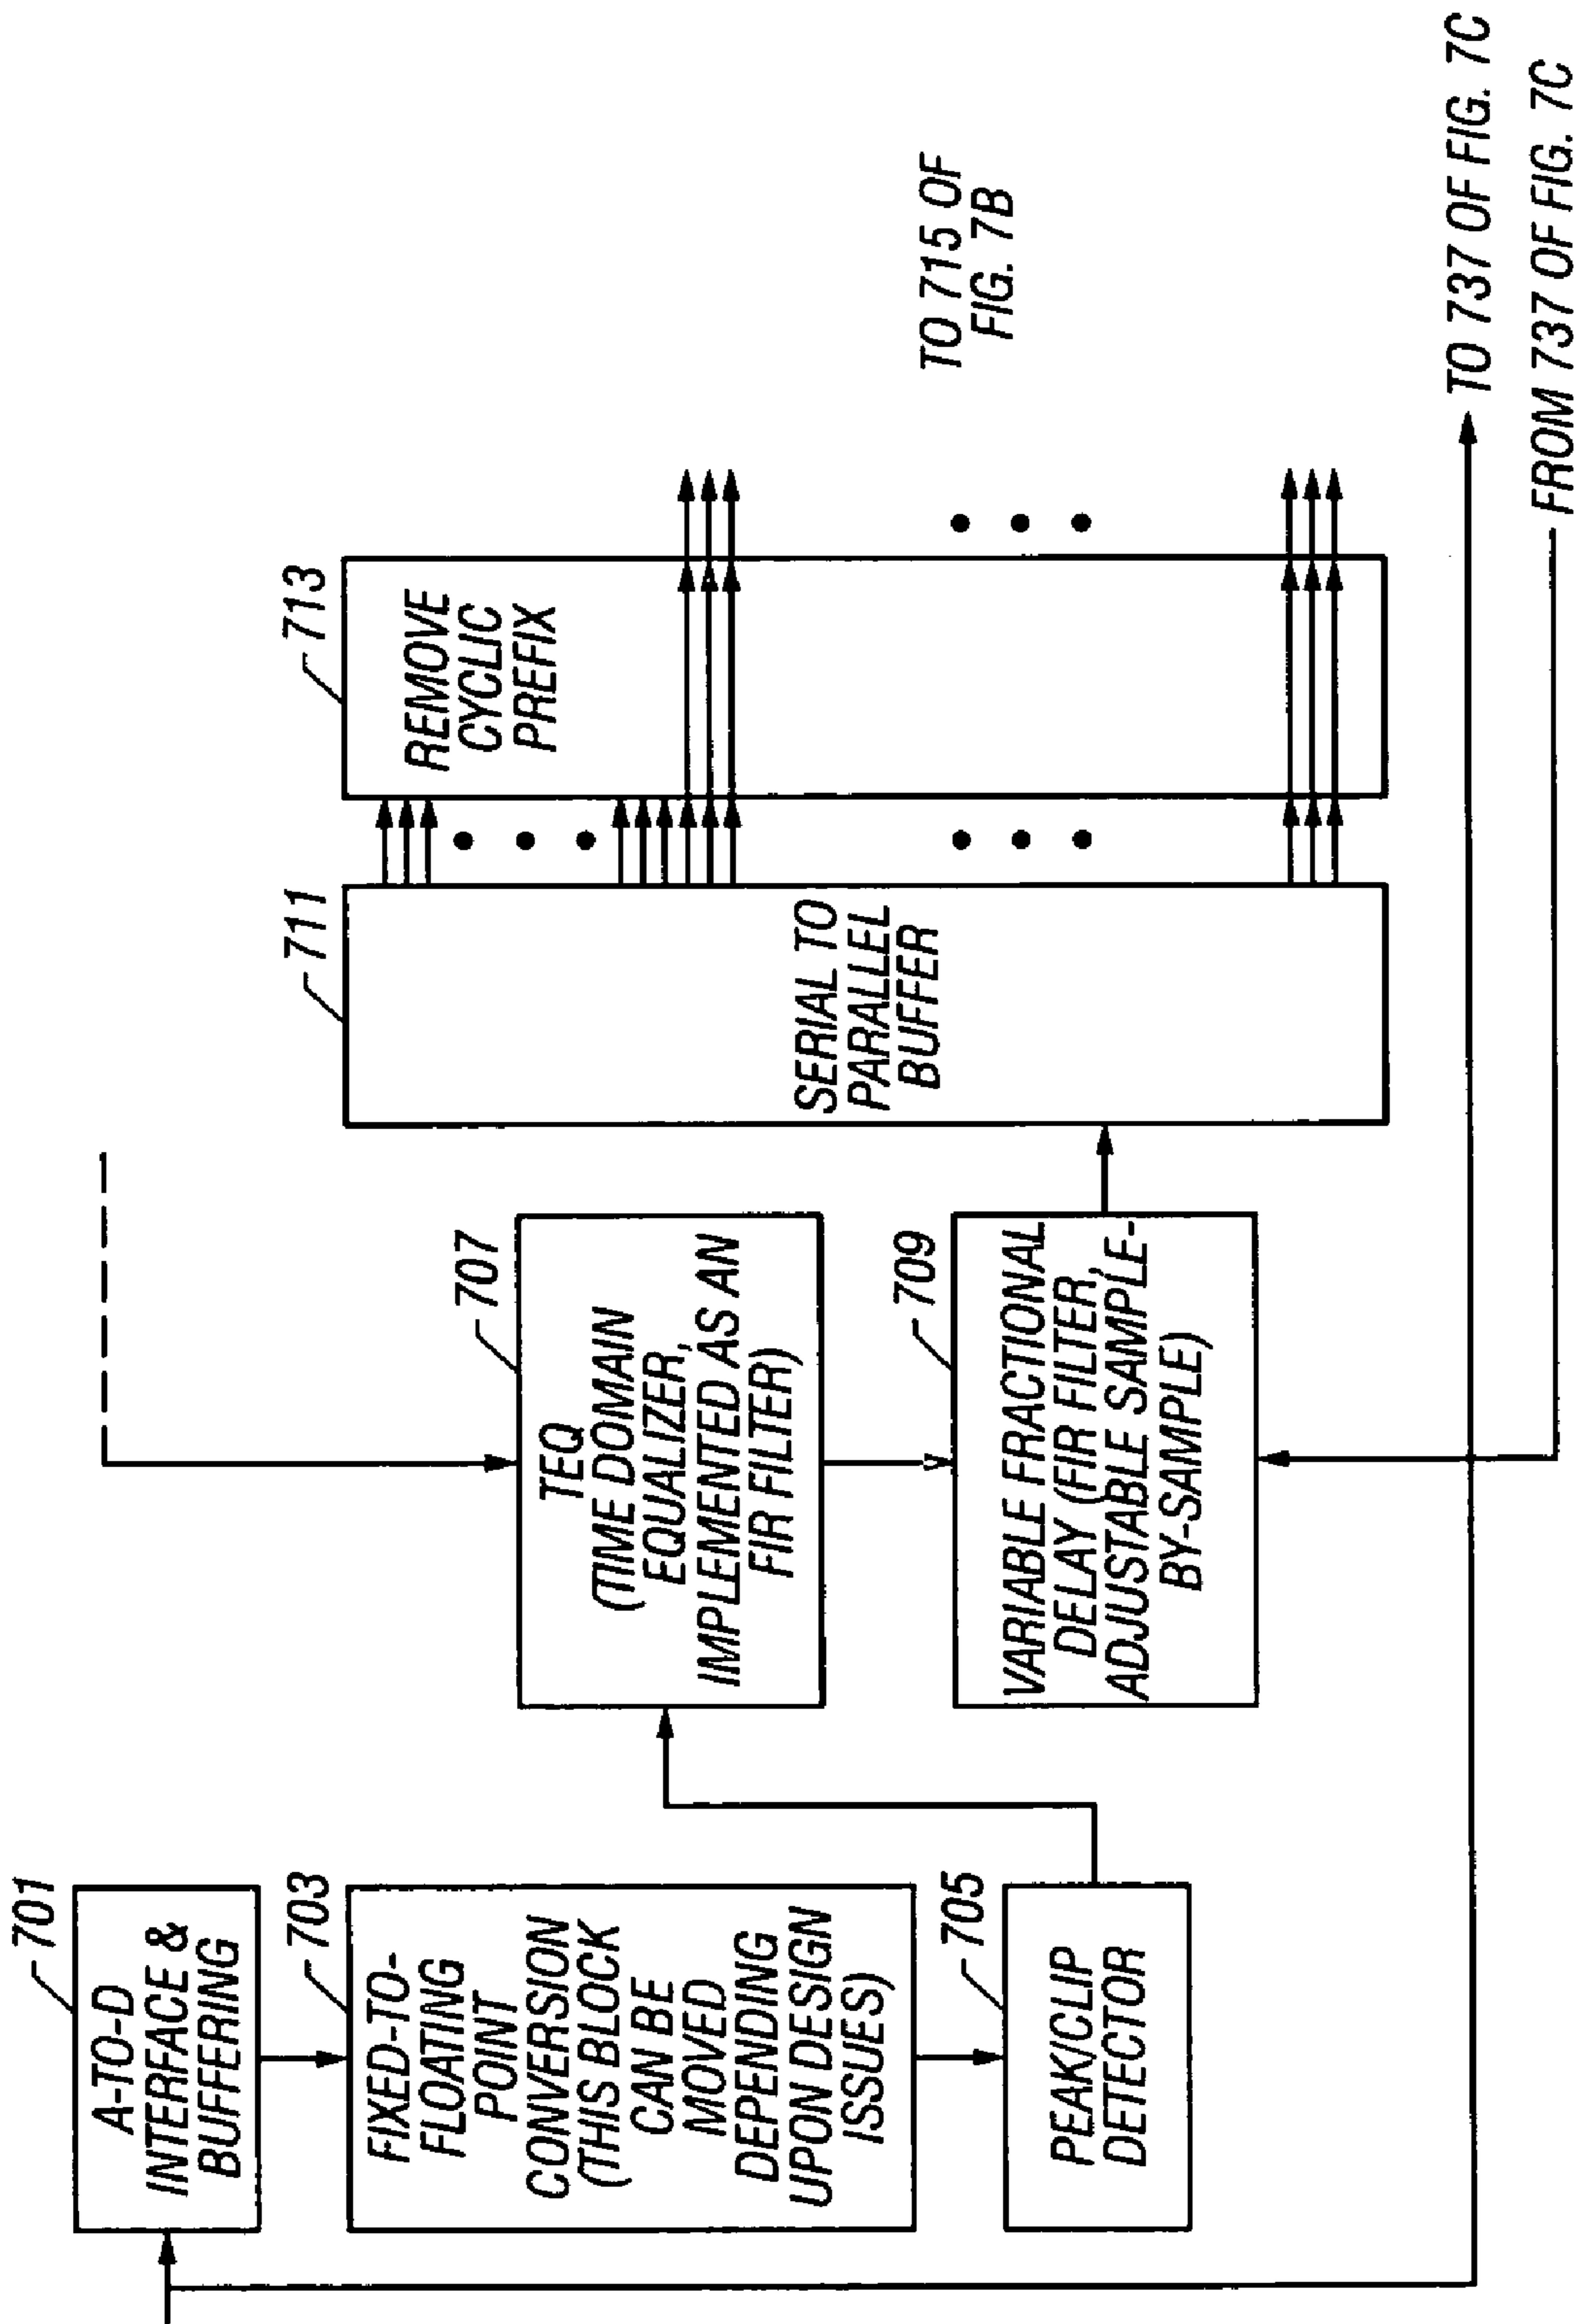 701
A-TO-D
INTERFACE &
BUFFERING
703
FIXED-TO-
FLOATING
POINT
CONVERSION
(THIS BLOCK
CAN BE
MOVED
DEPENDING
UPON DESIGN
ISSUES)
705
PEAK/CLIP
DETECTOR
707
TEQ
(TIME DOMAIN
EQUALIZER,
IMPLEMENTED AS AN
FIR FILTER)
709
VARIABLE FRACTIONAL
DELAY (FIR FILTER,
ADJUSTABLE SAMPLE-
BY-SAMPLE)
711
SERIAL TO
PARALLEL
BUFFER
713
REMOVE
CYCLIC
PREFIX
TO 715 OF
FIG. 7B
TO 737 OF FIG. 7C
FROM 737 OF FIG. 7C